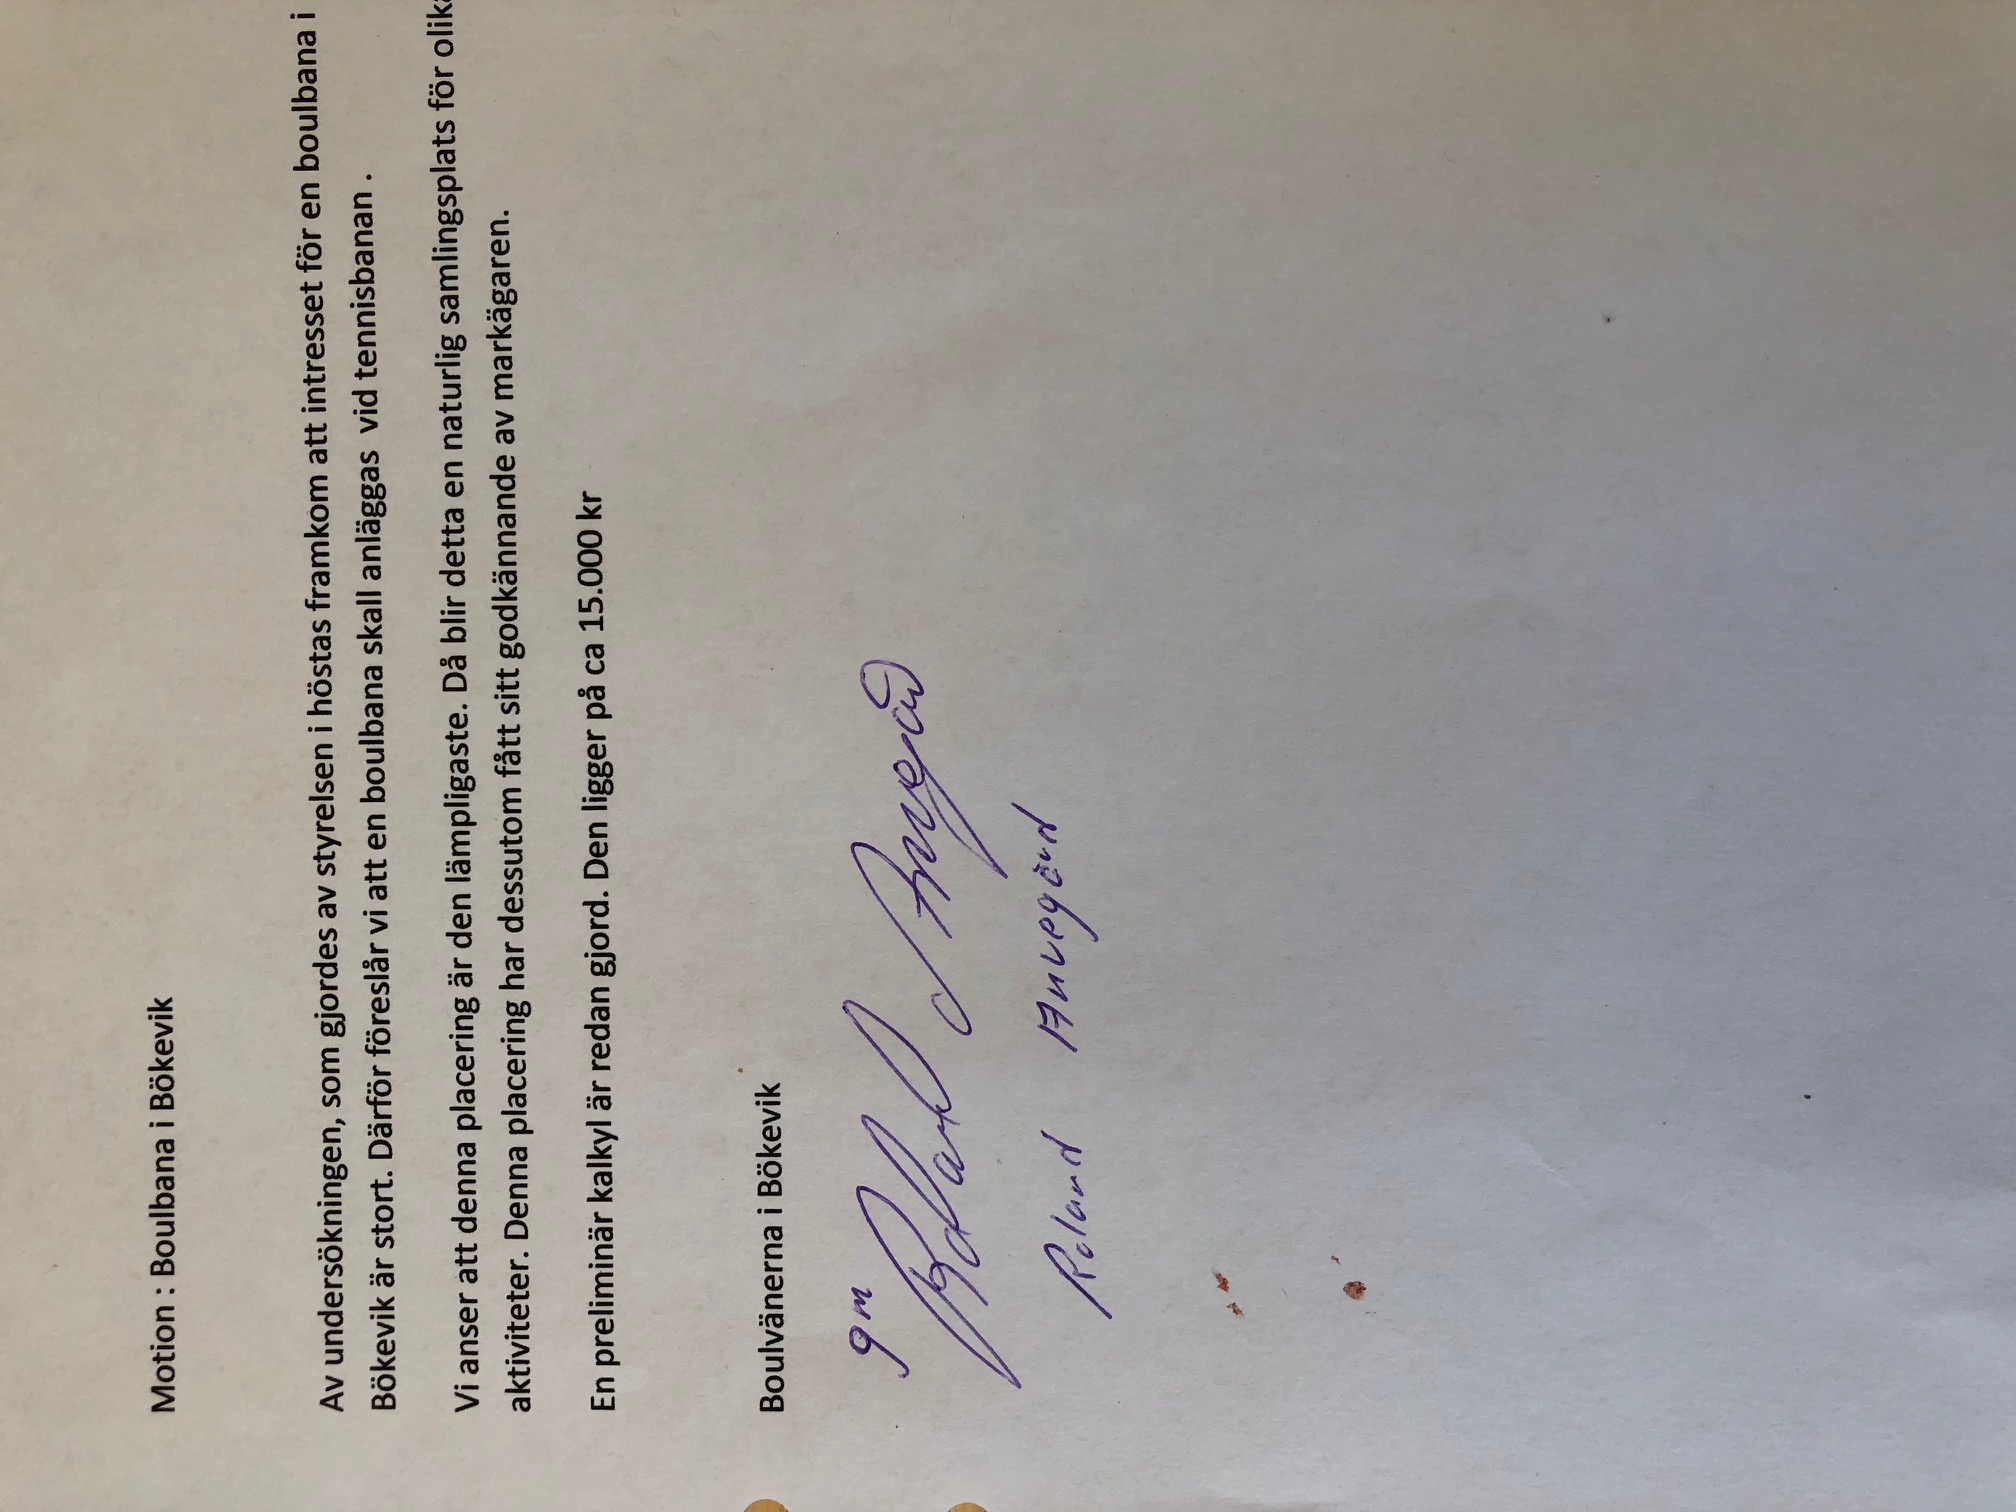 Motion : Boulbana i Bökevik
Av undersökningen, som gjordes av styrelsen i höstas framkom att intresset för en boulbana i
Bökevik är stort. Därför föreslår vi att en boulbana skall anläggas vid tennisbanan .
Vi anser att denna placering är den lämpligaste. Då blir detta en naturlig samlingsplats för olika
aktiviteter. Denna placering har dessutom fått sitt godkännande av markägaren.
En preliminär kalkyl är redan gjord. Den ligger på ca 15.000 kr
Boulvänerna i Bökevik
gm
Roland Annegård
Roland Annegård